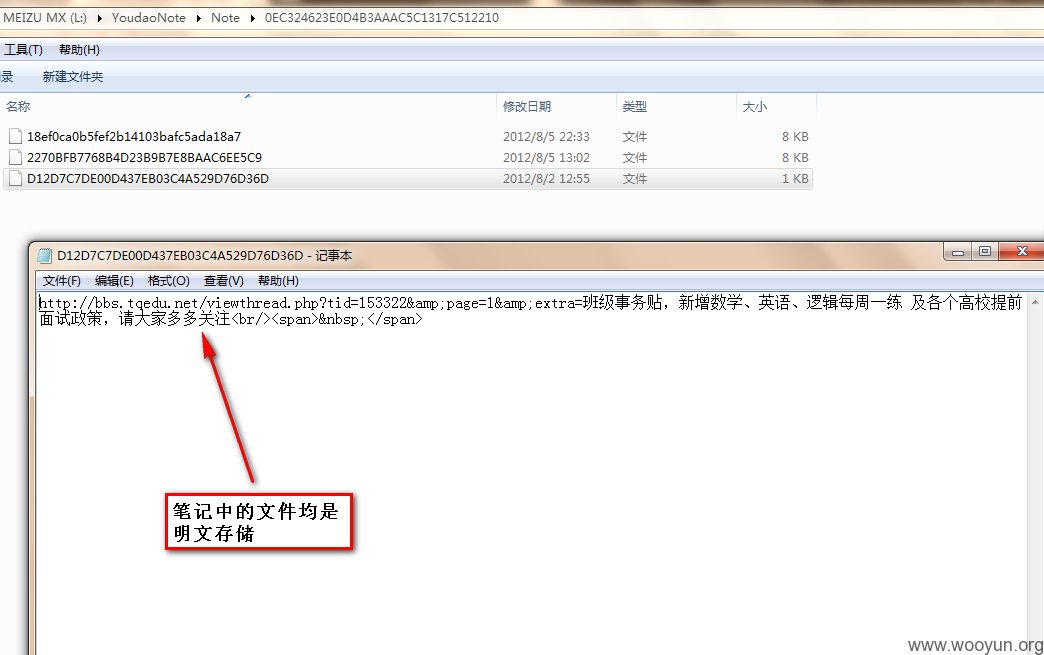 MEIZU MX (L:) ▸ YoudaoNote ▸ Note ▸ 0EC324623E0D4B3AAAC5C1317C512210
工具(T) 帮助(H)
录 新建文件夹
名称 修改日期 类型 大小
18ef0ca0b5fef2b14103bafc5ada18a7 2012/8/5 22:33 文件 8 KB
2270BFB7768B4D23B9B7E8BAAC6EE5C9 2012/8/5 13:02 文件 8 KB
D12D7C7DE00D437EB03C4A529D76D36D 2012/8/2 12:55 文件 1 KB
D12D7C7DE00D437EB03C4A529D76D36D - 记事本
文件(F) 编辑(E) 格式(O) 查看(V) 帮助(H)
http://bbs.tqedu.net/viewthread.php?tid=153322&amp;page=1&amp;extra=班级事务贴，新增数学、英语、逻辑每周一练 及各个高校提前
面试政策，请大家多多关注<br/><span>&nbsp;</span>
笔记中的文件均是
明文存储
www.wooyun.org